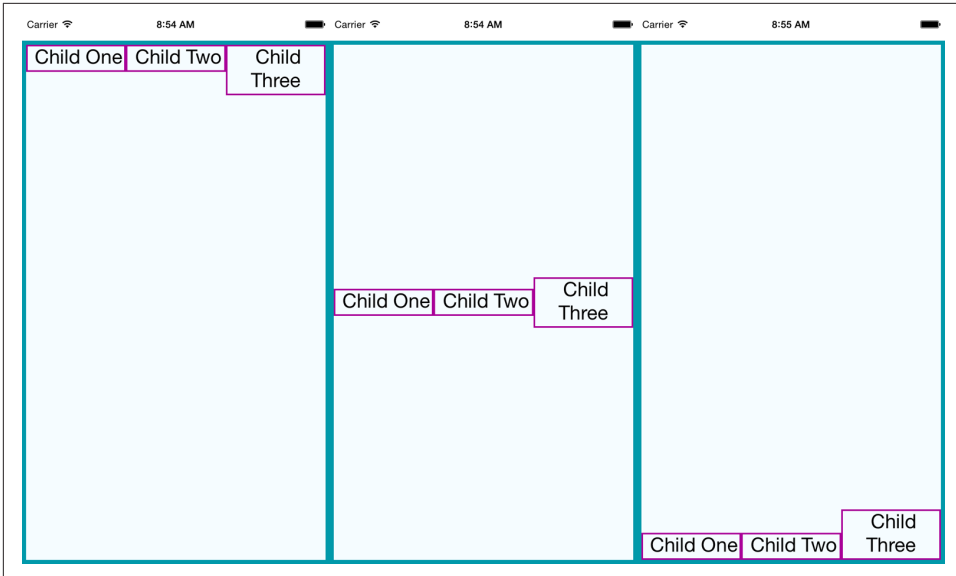 Carrier 8:54 AM
Child One Child Two Child
Three
Carrier 8:54 AM
Child One Child Two Child
Three
Carrier 8:55 AM
Child One Child Two Child
Three